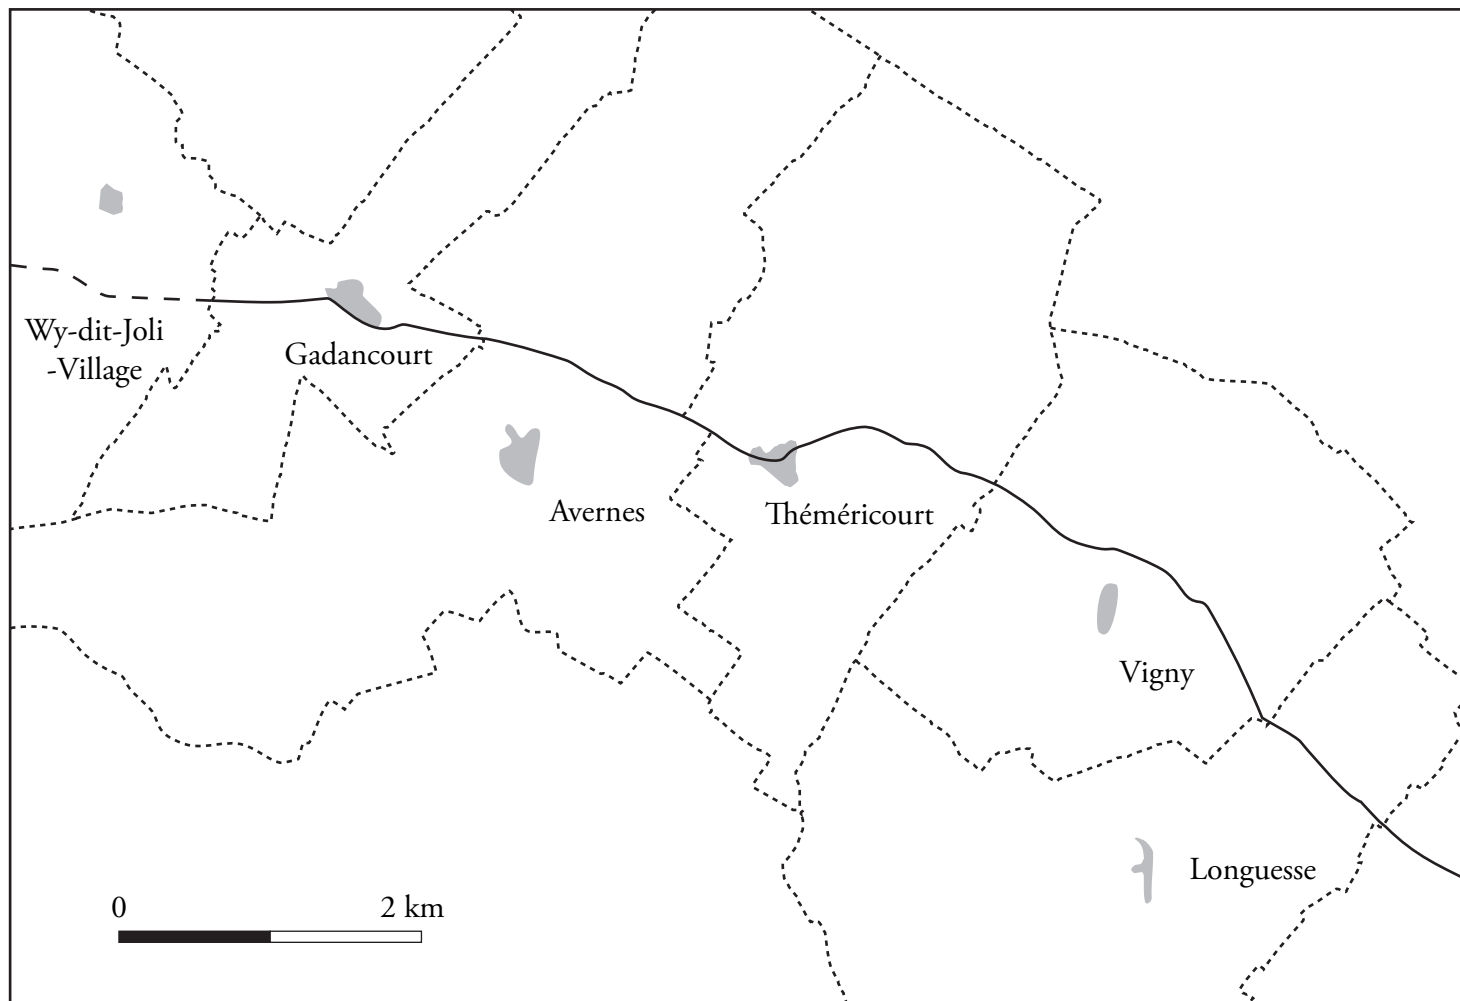 Wy-dit-Joli
-Village
Gadancourt
Avernes
Théméricourt
Vigny
Longuesse
0 2 km